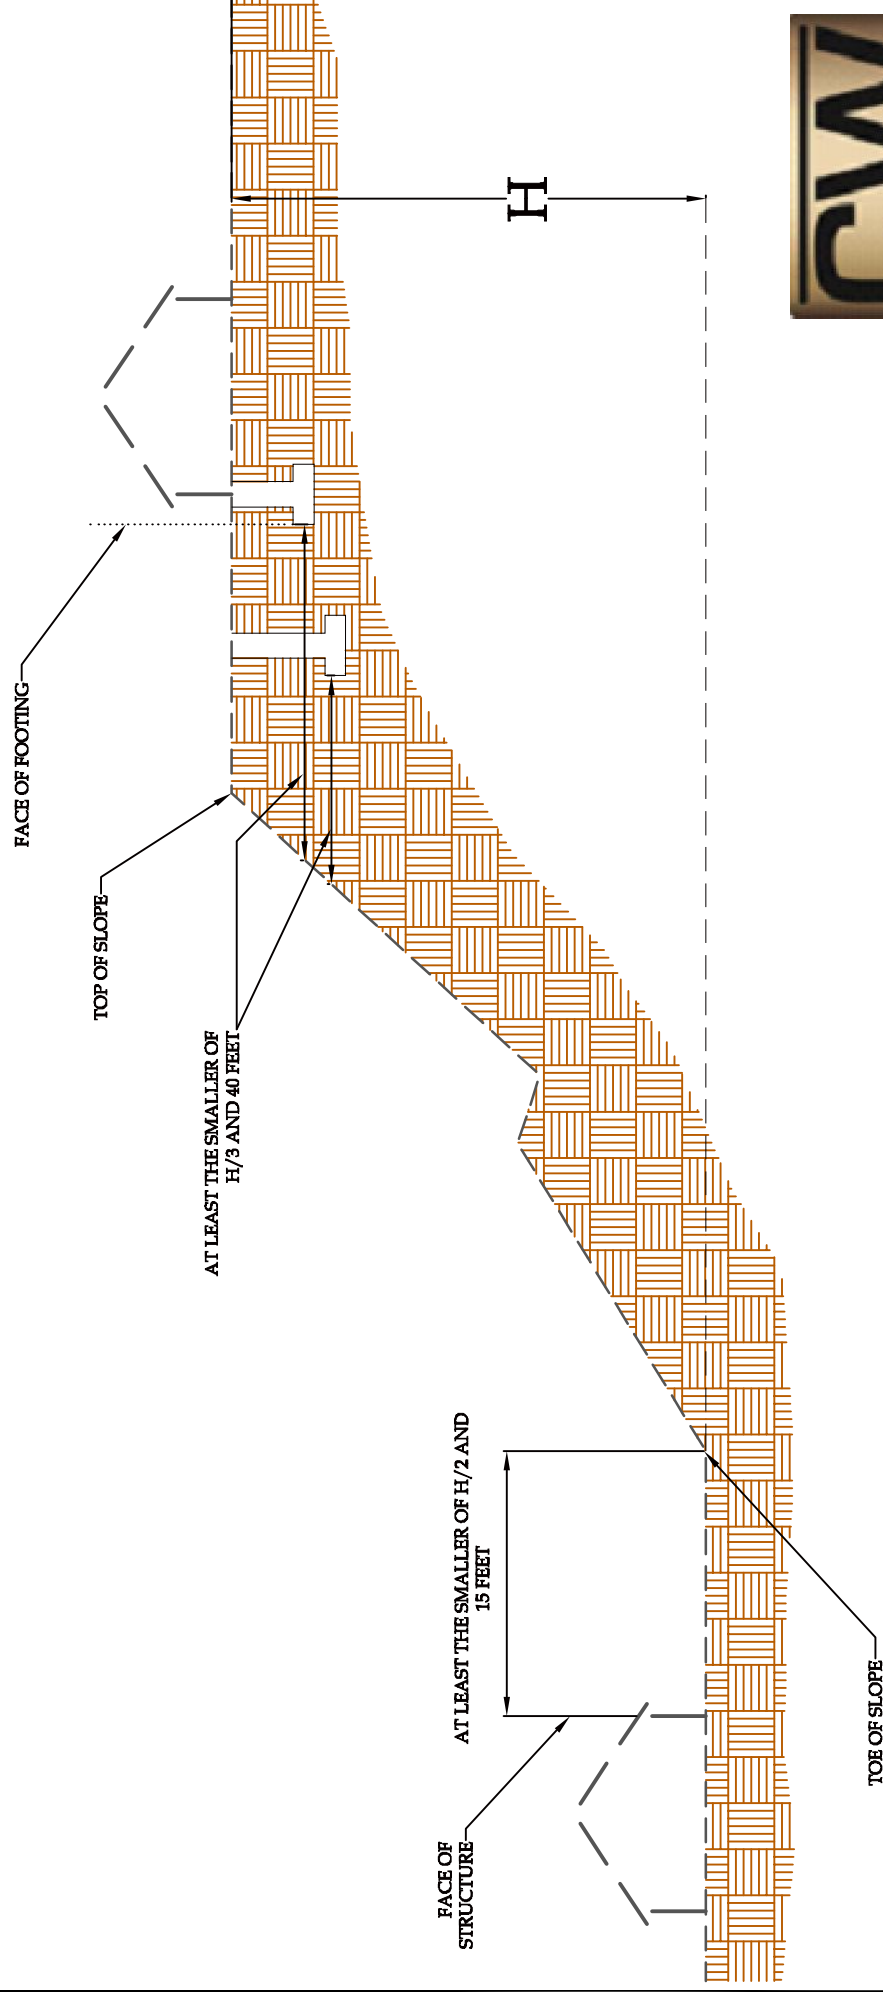 FACE OF FOOTING
TOP OF SLOPE
AT LEAST THE SMALLER OF
H/3 AND 40 FEET
H
AT LEAST THE SMALLER OF H/2 AND
15 FEET
FACE OF
STRUCTURE
TOE OF SLOPE
CW